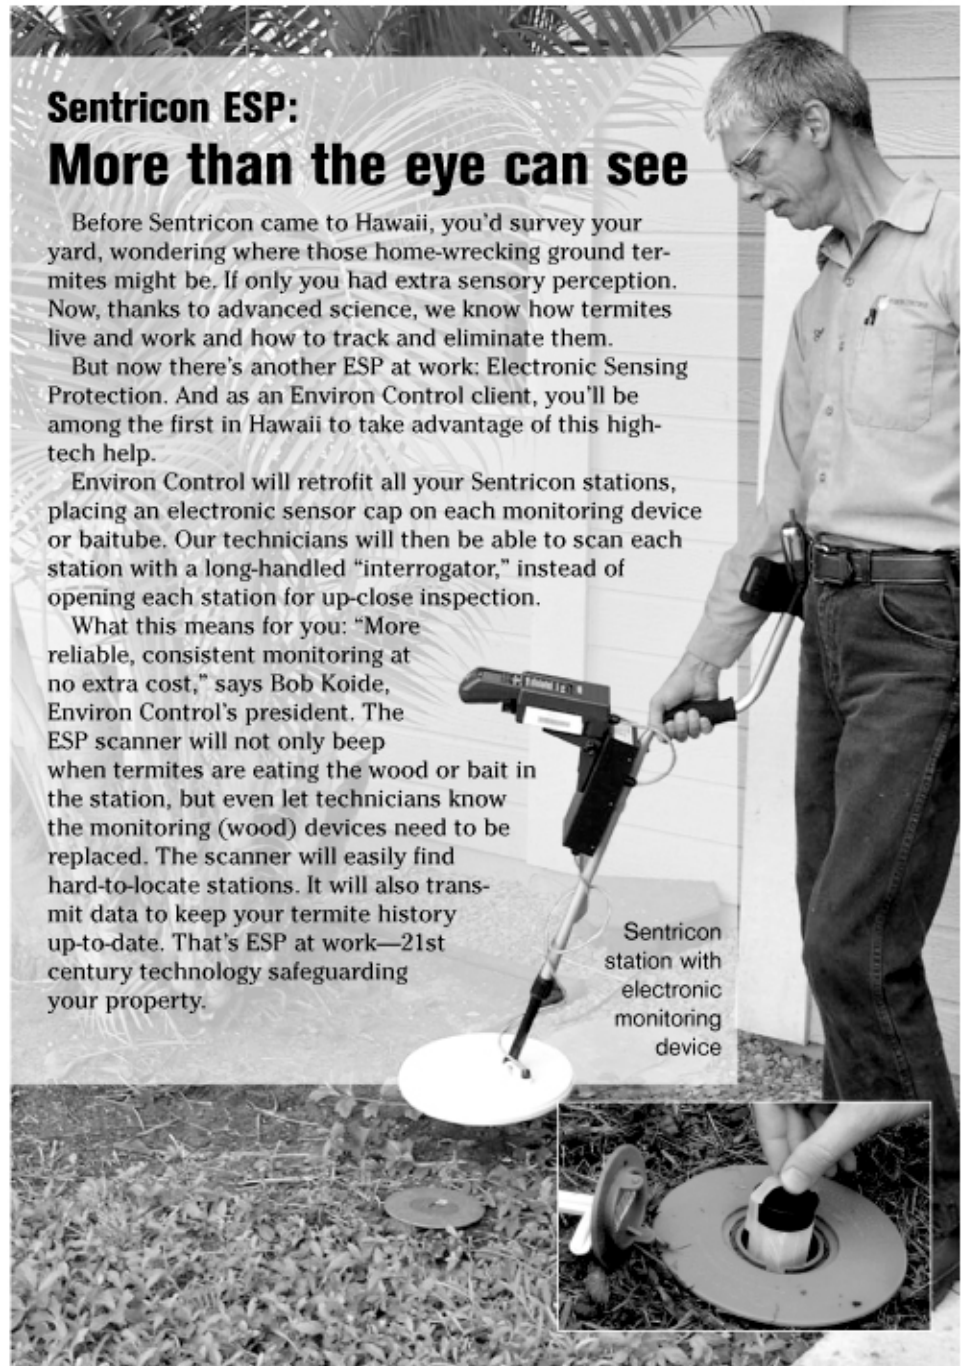 Sentricon ESP:
More than the eye can see
Before Sentricon came to Hawaii, you'd survey your
yard, wondering where those home-wrecking ground ter-
mites might be. If only you had extra sensory perception.
Now, thanks to advanced science, we know how termites
live and work and how to track and eliminate them.
But now there's another ESP at work: Electronic Sensing
Protection. And as an Environ Control client, you'll be
among the first in Hawaii to take advantage of this high-
tech help.
Environ Control will retrofit all your Sentricon stations,
placing an electronic sensor cap on each monitoring device
or baitube. Our technicians will then be able to scan each
station with a long-handled “interrogator,” instead of
opening each station for up-close inspection.
What this means for you: “More
reliable, consistent monitoring at
no extra cost,” says Bob Koide,
Environ Control's president. The
ESP scanner will not only beep
when termites are eating the wood or bait in
the station, but even let technicians know
the monitoring (wood) devices need to be
replaced. The scanner will easily find
hard-to-locate stations. It will also trans-
mit data to keep your termite history
up-to-date. That's ESP at work—21st
century technology safeguarding
your property.
Sentricon
station with
electronic
monitoring
device